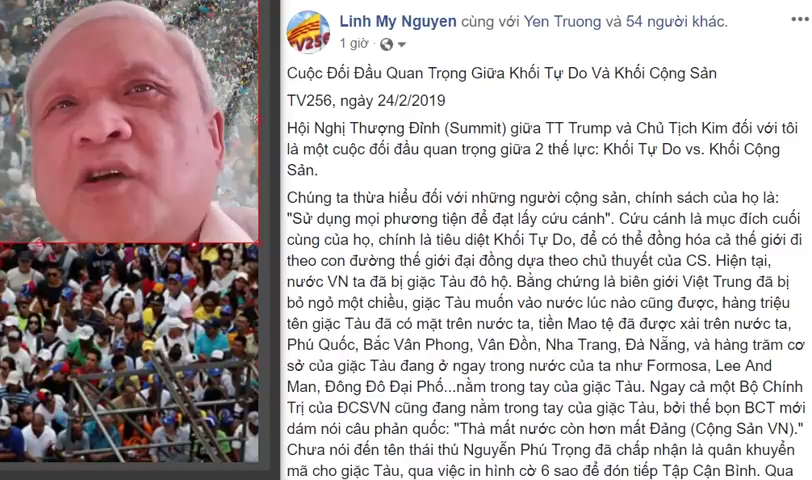 TV256
Linh My Nguyen cùng với Yen Truong và 54 người khác.
1 giờ
Cuộc Đối Đầu Quan Trọng Giữa Khối Tự Do Và Khối Cộng Sản
TV256, ngày 24/2/2019
Hội Nghị Thượng Đỉnh (Summit) giữa TT Trump và Chủ Tịch Kim đối với tôi
là một cuộc đối đầu quan trọng giữa 2 thế lực: Khối Tự Do vs. Khối Cộng
Sản.
Chúng ta thừa hiểu đối với những người cộng sản, chính sách của họ là:
"Sử dụng mọi phương tiện để đạt lấy cứu cánh". Cứu cánh là mục đích cuối
cùng của họ, chính là tiêu diệt Khối Tự Do, để có thể đồng hóa cả thế giới đi
theo con đường thế giới đại đồng dựa theo chủ thuyết của CS. Hiện tại,
nước VN ta đã bị giặc Tàu đô hộ. Bằng chứng là biên giới Việt Trung đã bị
bỏ ngỏ một chiều, giặc Tàu muốn vào nước lúc nào cũng được, hàng triệu
tên giặc Tàu đã có mặt trên nước ta, tiền Mao tệ đã được xài trên nước ta,
Phú Quốc, Bắc Vân Phong, Vân Đồn, Nha Trang, Đà Nẵng, và hàng trăm cơ
sở của giặc Tàu đang ở ngay trong nước của ta như Formosa, Lee And
Man, Đông Đô Đại Phố...nằm trong tay của giặc Tàu. Ngay cả một Bộ Chính
Trị của ĐCSVN cũng đang nằm trong tay của giặc Tàu, bởi thế bọn BCT mới
dám nói câu phản quốc: "Thà mất nước còn hơn mất Đảng (Cộng Sản VN)."
Chưa nói đến tên thái thú Nguyễn Phú Trọng đã chấp nhận là quân khuyển
mã cho giặc Tàu, qua việc in hình cờ 6 sao để đón tiếp Tập Cận Bình. Qua